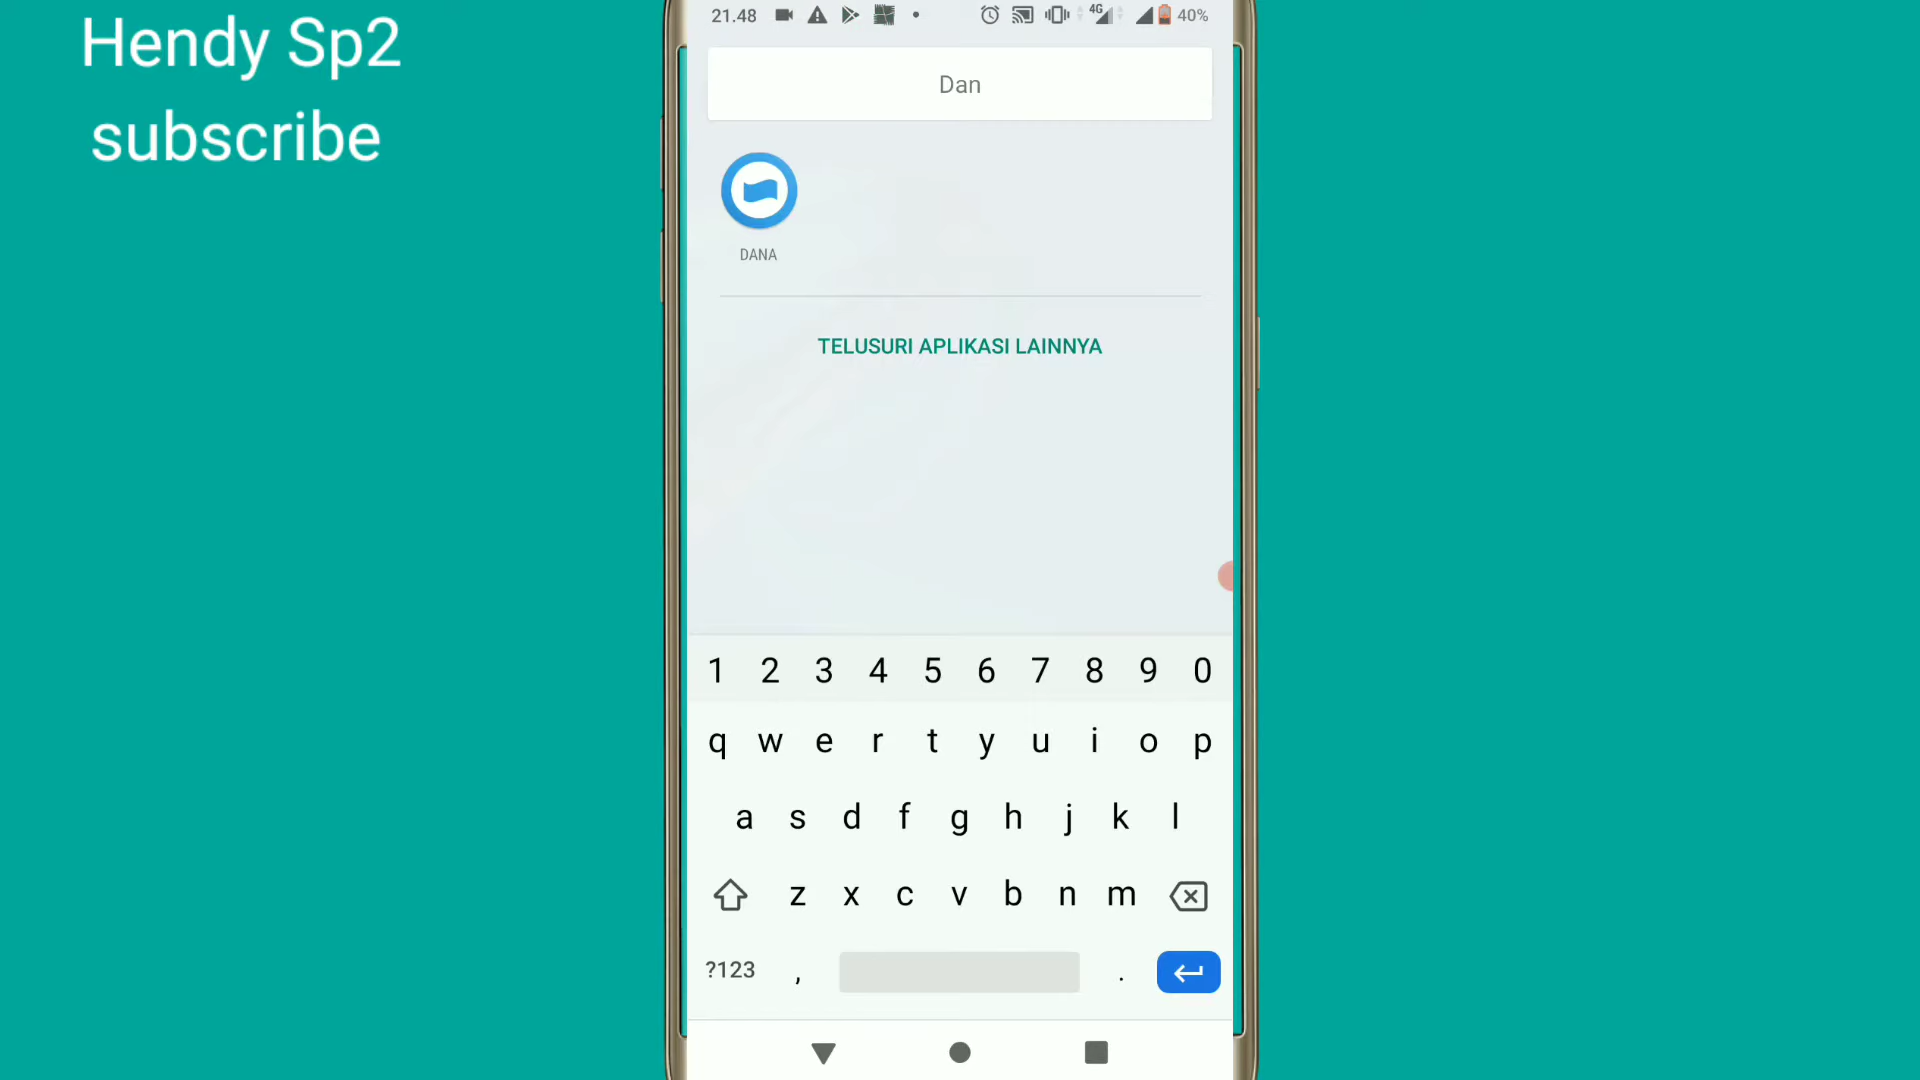 Hendy Sp2
subscribe
21.48 4G 40%
Dan
DANA
TELUSURI APLIKASI LAINNYA
1 2 3 4 5 6 7 8 9 0
q w e r t y u i o p
a s d f g h j k l
z x c v b n m
?123 , .